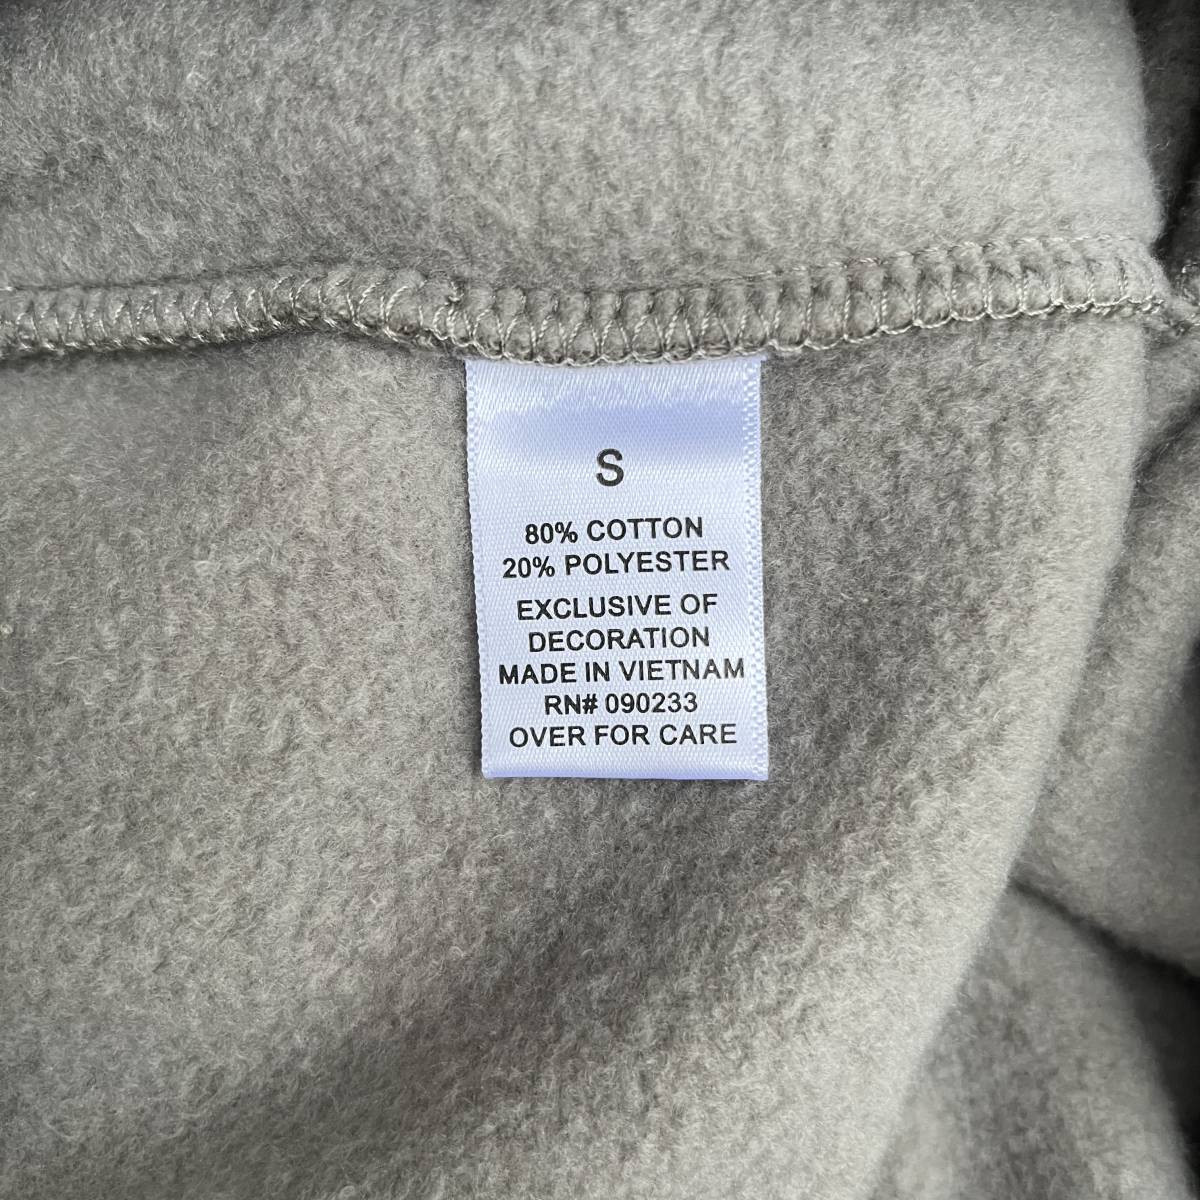 S
80% COTTON
20% POLYESTER
EXCLUSIVE OF
DECORATION
MADE IN VIETNAM
RN# 090233
OVER FOR CARE